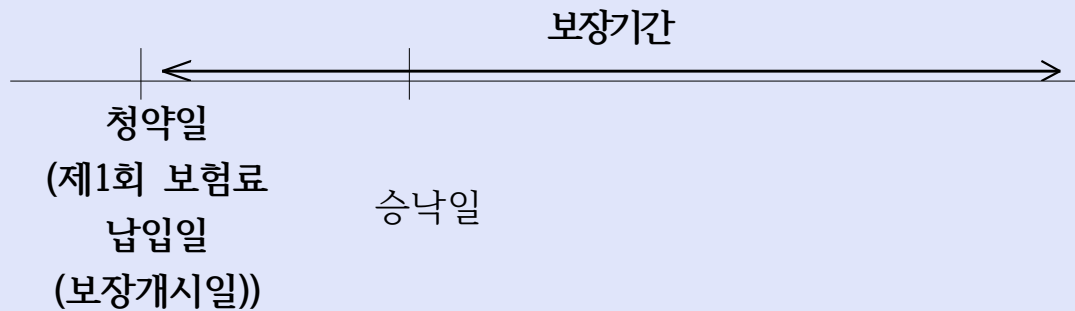 보장기간
청약일
(제1회 보험료
납입일
(보장개시일))
승낙일